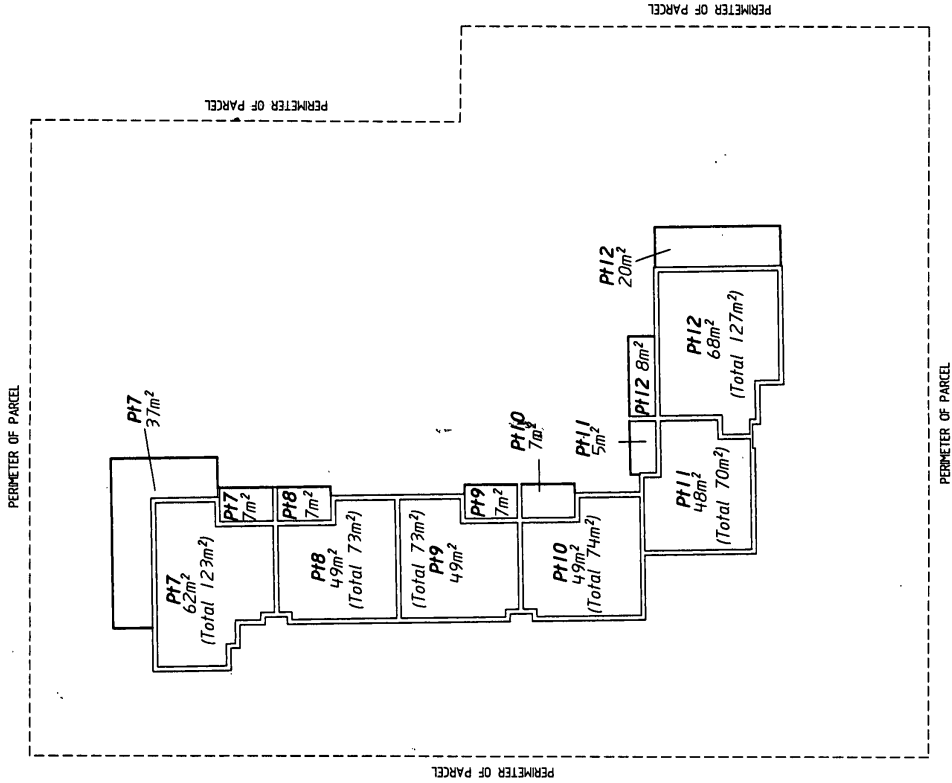 PERIMETER OF PARCEL
PERIMETER OF PARCEL
PERIMETER OF PARCEL
Pt7
37m²
Pt7
62m²
(Total 123m²)
Pt7
7m²
Pt8
7m²
Pt8
49m²
(Total 73m²)
(Total 73m²)
Pt9
49m²
Pt9
7m²
Pt10
7m²
Pt10
49m²
(Total 74m²)
Pt11
5m²
Pt11
48m²
(Total 70m²)
Pt12 8m²
Pt12
20m²
Pt12
68m²
(Total 127m²)
PERIMETER OF PARCEL
PERIMETER OF PARCEL